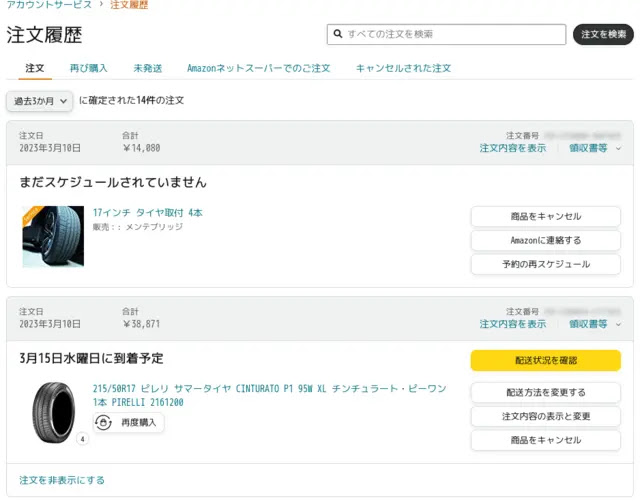 アカウントサービス › 注文履歴
注文履歴
すべての注文を検索
注文を検索
注文 再び購入 未発送 Amazonネットスーパーでのご注文 キャンセルされた注文
過去3か月 に確定された14件の注文
注文日 合計 注文番号
2023年3月10日 ￥14,080 注文内容を表示 領収書等
まだスケジュールされていません
17インチ タイヤ取付 4本
販売:: メンテブリッジ
商品をキャンセル
Amazonに連絡する
予約の再スケジュール
注文日 合計 注文番号
2023年3月10日 ￥38,871 注文内容を表示 領収書等
3月15日水曜日に到着予定
215/50R17 ピレリ サマータイヤ CINTURATO P1 95W XL チンチュラート・ピーワン
1本 PIRELLI 2161200
4
再度購入
配送状況を確認
配送方法を変更する
注文内容の表示と変更
商品をキャンセル
注文を非表示にする